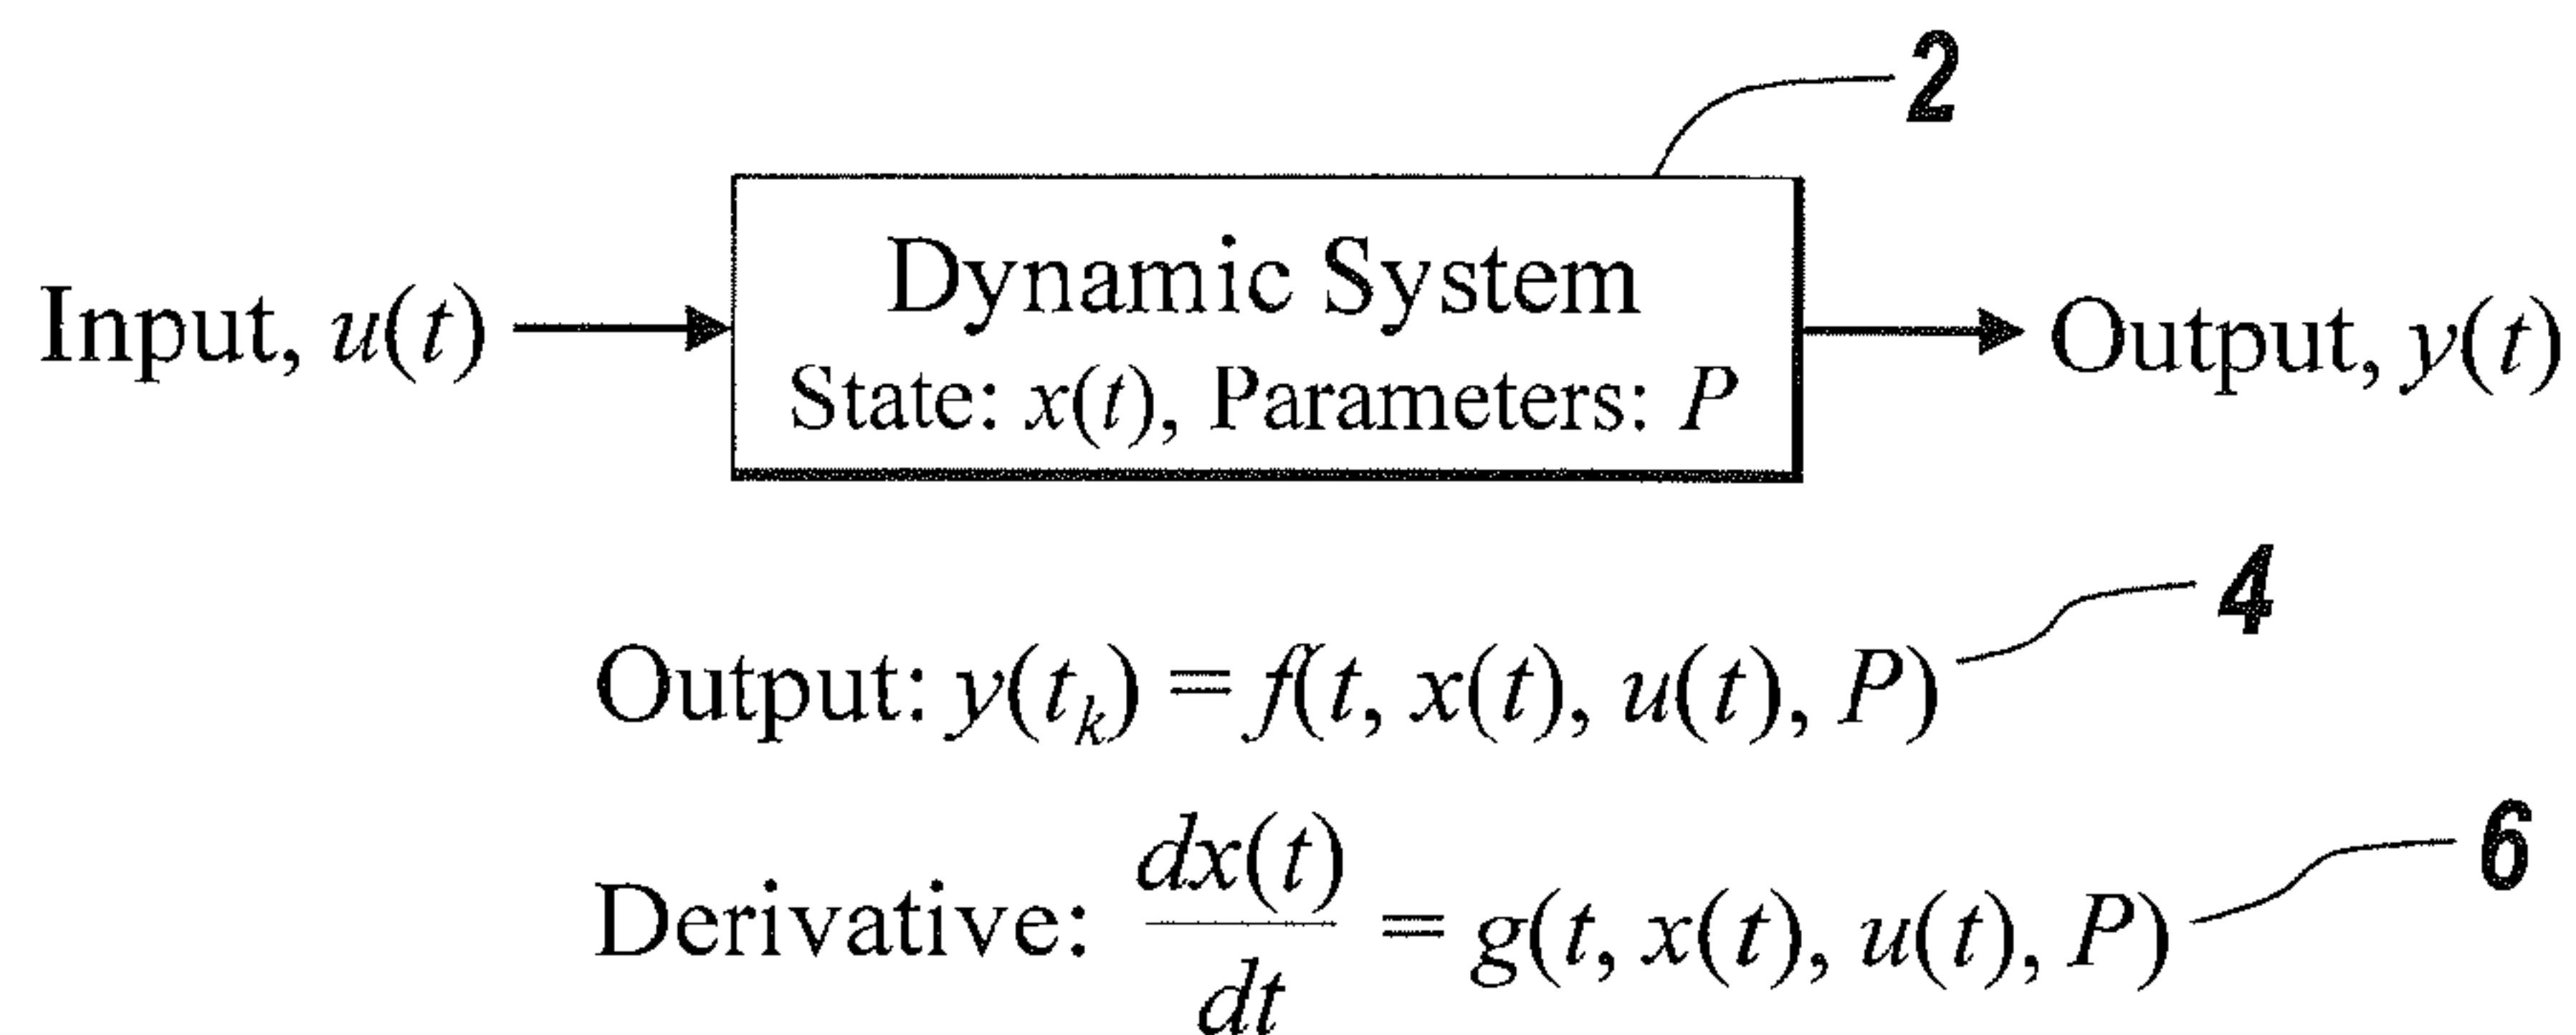 2
Dynamic System
Input, u(t)
State: x(t), Parameters: P
Output, y(t)
4
Output: y(t_k) = f(t, x(t), u(t), P)
6
Derivative: dx(t)/dt = g(t, x(t), u(t), P)